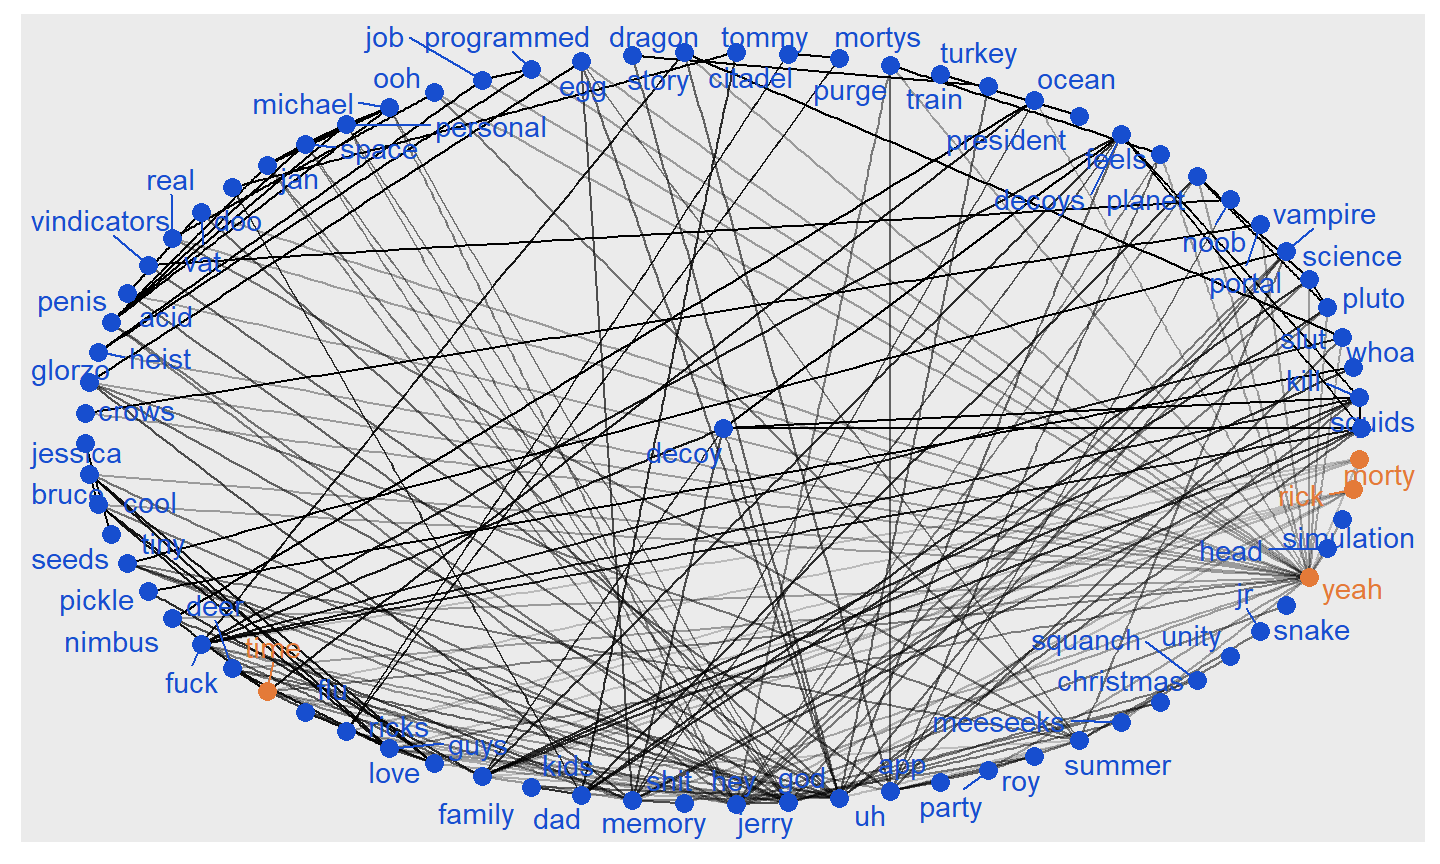 job programmed dragon tommy mortys
turkey
ooh egg story citadel ocean
michael purge train
personal president
space feels
real jan decoys planet
vindicators doo vampire
noob
vat science
penis acid portal pluto
heist slut whoa
glorzo kill
crows squids
jessica decoy
bruce cool morty
rick
tiny simulation
seeds head
pickle deer jr yeah
nimbus time squanch unity snake
fuck flu christmas
ricks guys meeseeks
love kids shit hey god app summer
family dad memory jerry uh party roy